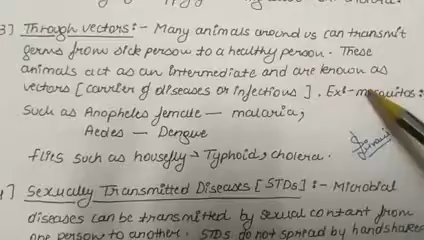 3] Through vectors :- Many animals around us can transmit
germs from sick person to a healthy person. These
animals act as an intermediate and are known as
vectors [carrier of diseases or infectious]. Ex:- mosquitos :
Such as Anopheles female — malaria,
Aedes — Dengue
flies such as housefly → Typhoid, cholera.
4] Sexually Transmitted Diseases [STDs] :- Microbial
diseases can be transmitted by sexual contant from
one person to another. STDs do not spread by handshakes